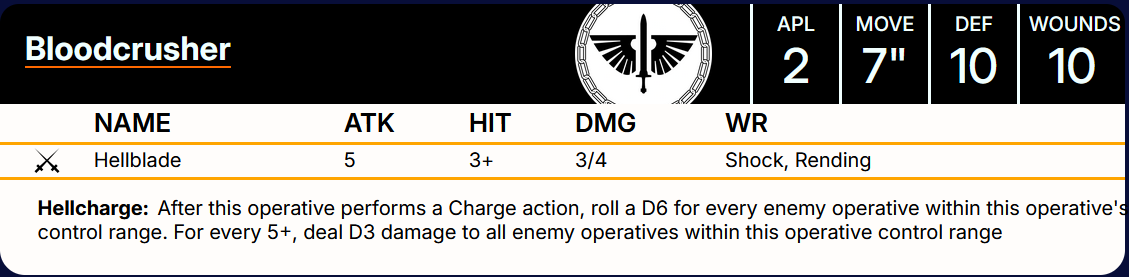 Bloodcrusher
APL MOVE DEF WOUNDS
2 7" 10 10
NAME ATK HIT DMG WR
Hellblade 5 3+ 3/4 Shock, Rending
Hellcharge: After this operative performs a Charge action, roll a D6 for every enemy operative within this operative's
control range. For every 5+, deal D3 damage to all enemy operatives within this operative control range